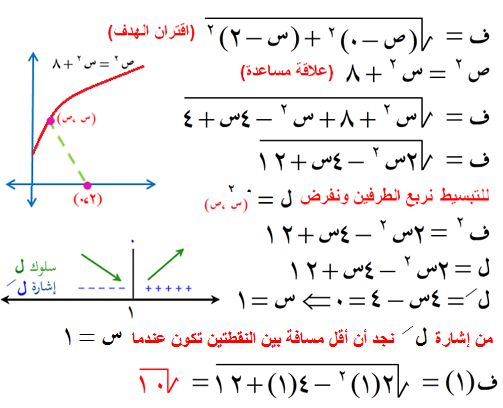 ف = √(ص − ٠)² + (س − ٢)² (اقتران الهدف)
ص² = س² + ٨ (علاقة مساعدة)
ص² = س² + ٨
(س ، ص)
(٢، ٠)
ف = √س² + ٨ + س² − ٤س + ٤
ف = √٢س² − ٤س + ١٢
للتبسيط نربع الطرفين ونفرض ل = ²
(س ، ص)
ف² = ٢س² − ٤س + ١٢
ل = ٢س² − ٤س + ١٢
ل́ = ٤س − ٤ = ٠ ⇐ س = ١
سلوك ل
إشارة ل́
٠
− − − − − + + + + +
١
من إشارة ل́ نجد أن أقل مسافة بين النقطتين تكون عندما س = ١
ف(١) = √٢(١)² − ٤(١) + ١٢ = √١٠